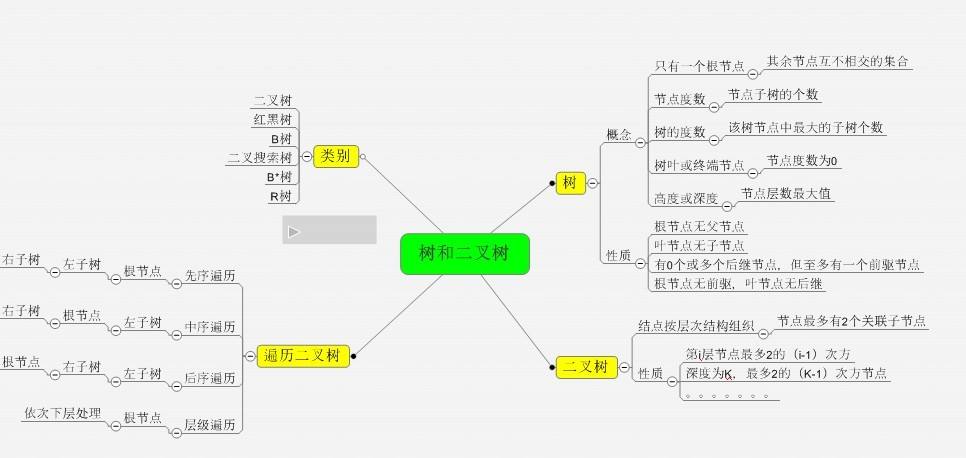 树和二叉树
类别
二叉树
红黑树
B树
二叉搜索树
B*树
R树
树
概念
只有一个根节点
其余节点互不相交的集合
节点度数
节点子树的个数
树的度数
该树节点中最大的子树个数
树叶或终端节点
节点度数为0
高度或深度
节点层数最大值
性质
根节点无父节点
叶节点无子节点
有0个或多个后继节点，但至多有一个前驱节点
根节点无前驱，叶节点无后继
二叉树
结点按层次结构组织
节点最多有2个关联子节点
性质
第i层节点最多2的（i-1）次方
深度为K，最多2的（K-1）次方节点
。。。。。。。
遍历二叉树
先序遍历
根节点
左子树
右子树
中序遍历
左子树
根节点
右子树
后序遍历
左子树
右子树
根节点
层级遍历
根节点
依次下层处理